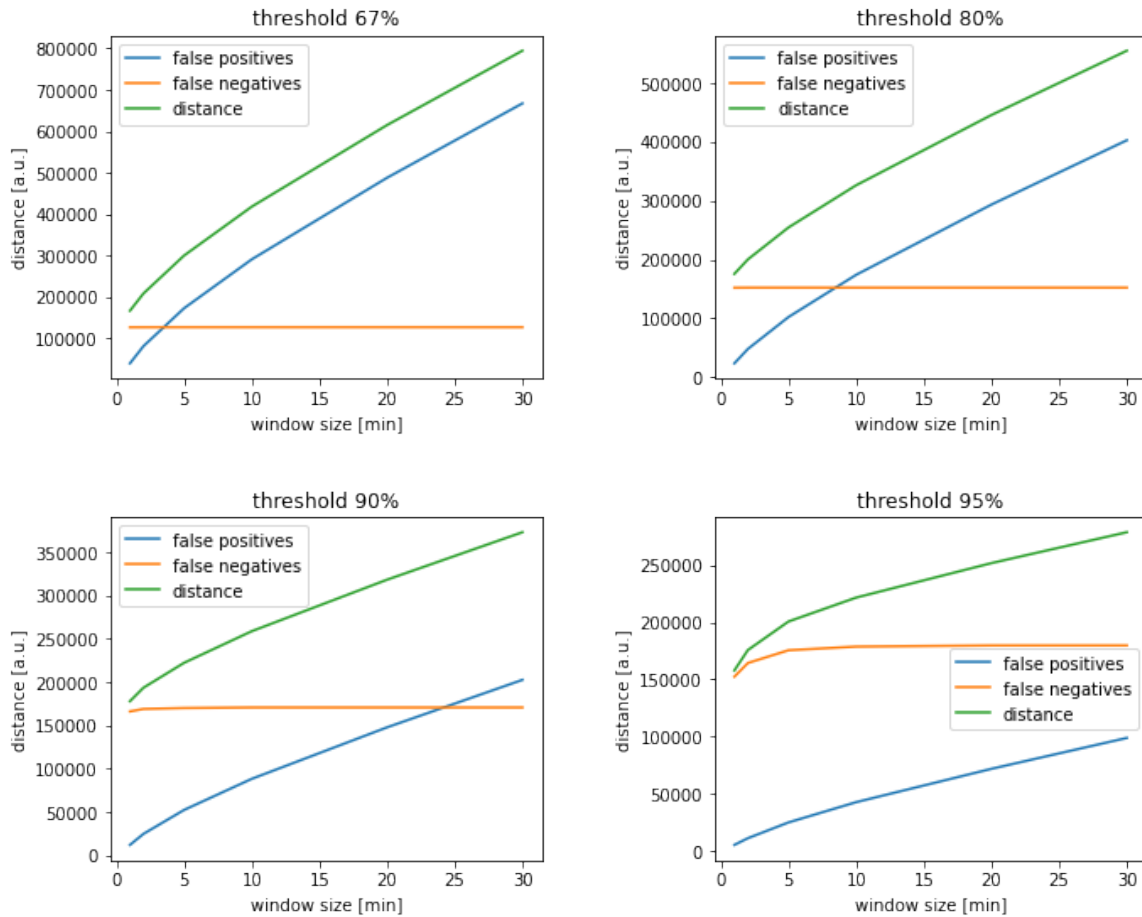 threshold 67%
800000
700000
600000
500000
400000
300000
200000
100000
distance [a.u.]
false positives
false negatives
distance
0 5 10 15 20 25 30
window size [min]
threshold 80%
500000
400000
300000
200000
100000
0
distance [a.u.]
false positives
false negatives
distance
0 5 10 15 20 25 30
window size [min]
threshold 90%
350000
300000
250000
200000
150000
100000
50000
0
distance [a.u.]
false positives
false negatives
distance
0 5 10 15 20 25 30
window size [min]
threshold 95%
250000
200000
150000
100000
50000
0
distance [a.u.]
false positives
false negatives
distance
0 5 10 15 20 25 30
window size [min]